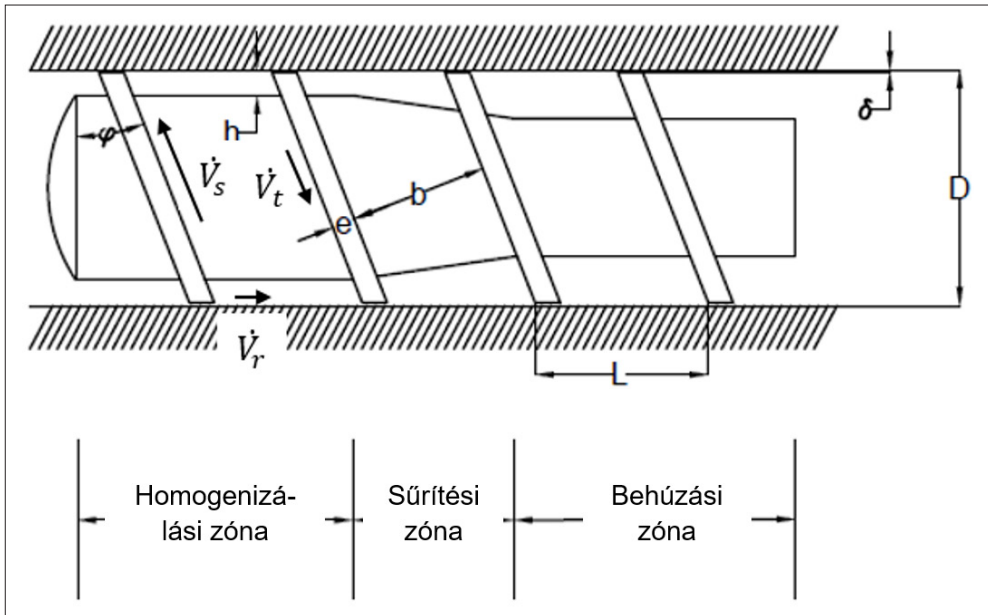 δ
φ
h
V̇s
V̇t
b
D
e
V̇r
L
Homogenizá-
lási zóna
Sűrítési
zóna
Behúzási
zóna